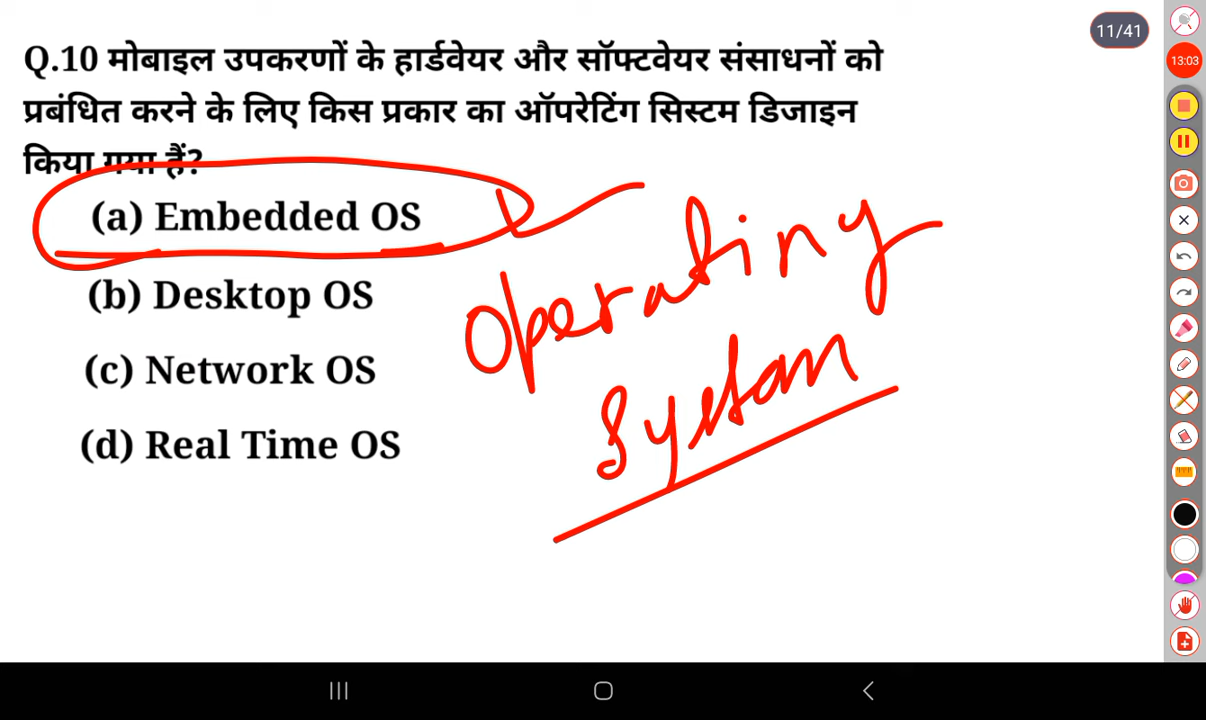 11/41
13:03
Q.10 मोबाइल उपकरणों के हार्डवेयर और सॉफ्टवेयर संसाधनों को
प्रबंधित करने के लिए किस प्रकार का ऑपरेटिंग सिस्टम डिजाइन
किया गया हैं?
(a) Embedded OS
(b) Desktop OS
(c) Network OS
(d) Real Time OS
Operating
System